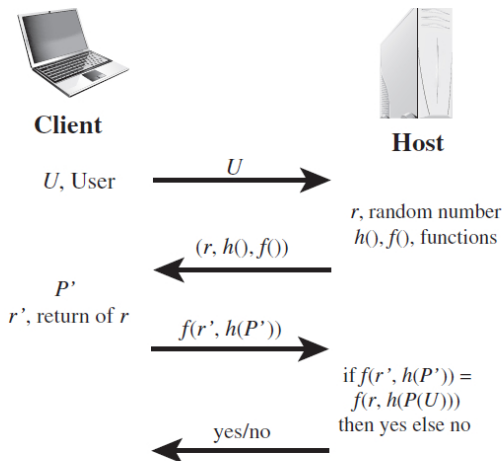 Client
Host
U, User
U
r, random number
h(), f(), functions
(r, h(), f())
P’
r’, return of r
f(r’, h(P’))
if f(r’, h(P’)) =
f(r, h(P(U)))
then yes else no
yes/no